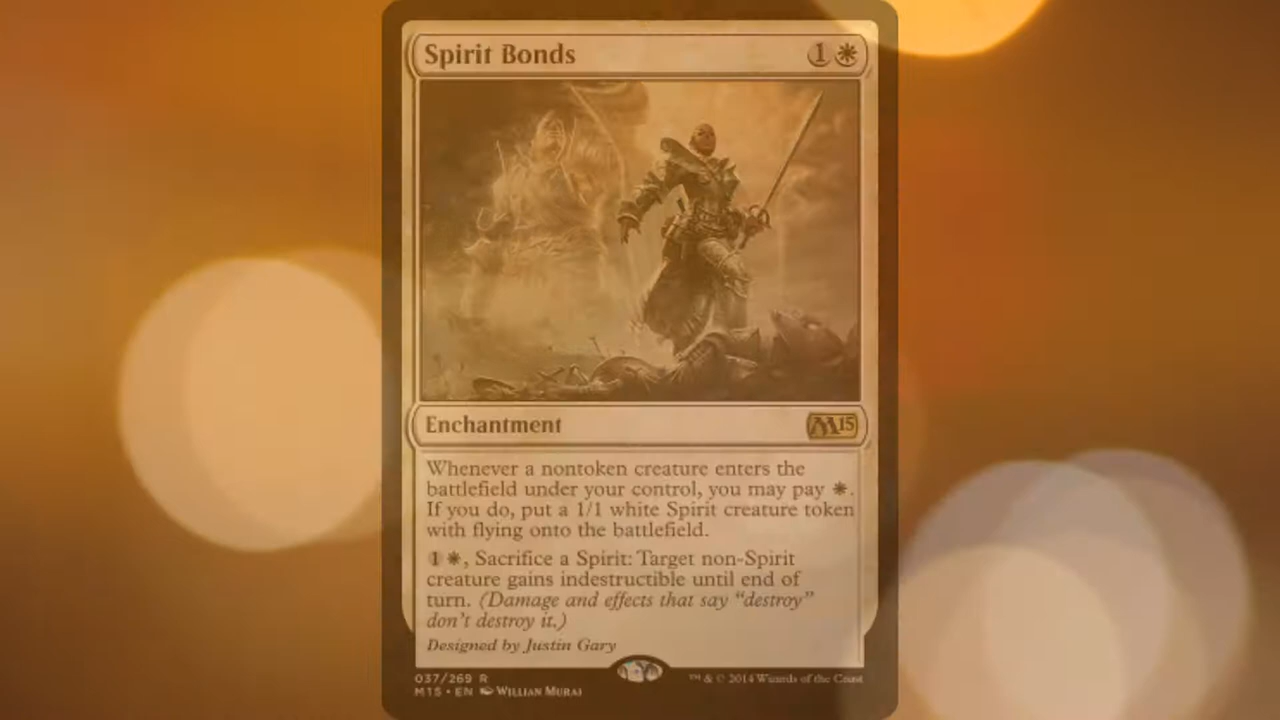 Spirit Bonds 1
Enchantment M15
Whenever a nontoken creature enters the
battlefield under your control, you may pay .
If you do, put a 1/1 white Spirit creature token
with flying onto the battlefield.
1 , Sacrifice a Spirit: Target non-Spirit
creature gains indestructible until end of
turn. (Damage and effects that say “destroy”
don’t destroy it.)
Designed by Justin Gary
037/269 R
M15 • EN Willian Murai
™ & © 2014 Wizards of the Coast